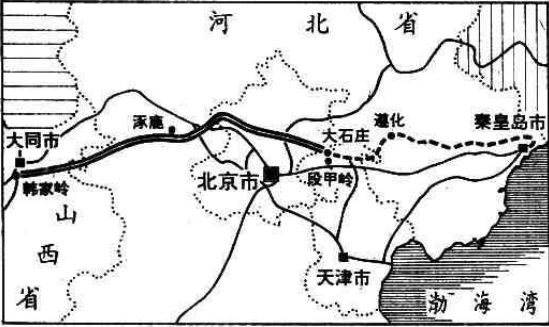 河北省
涿鹿
大石庄
遵化
秦皇岛市
大同市
北京市
段甲岭
韩家岭
山西省
天津市
渤海湾